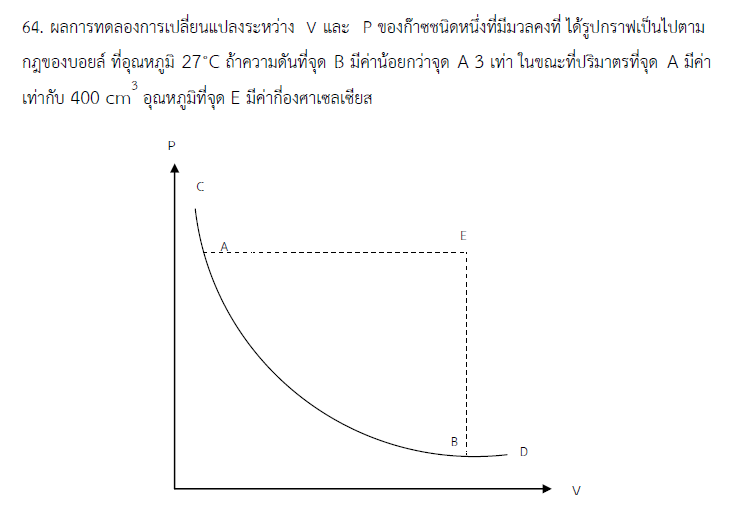 64. ผลการทดลองการเปลี่ยนแปลงระหว่าง V และ P ของก๊าซชนิดหนึ่งที่มีมวลคงที่ ได้รูปกราฟเป็นไปตาม
กฎของบอยล์ ที่อุณหภูมิ 27°C ถ้าความดันที่จุด B มีค่าน้อยกว่าจุด A 3 เท่า ในขณะที่ปริมาตรที่จุด A มีค่า
เท่ากับ 400 cm³ อุณหภูมิที่จุด E มีค่ากี่องศาเซลเซียส
P
C
E
A
B
D
V